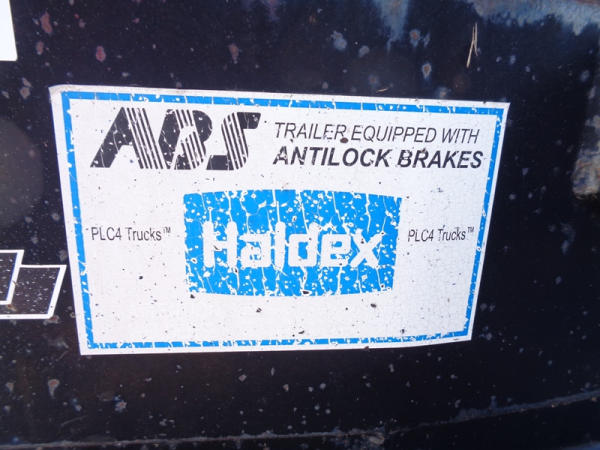 ABS
TRAILER EQUIPPED WITH
ANTILOCK BRAKES
PLC4 Trucks™
Haldex
PLC4 Trucks™